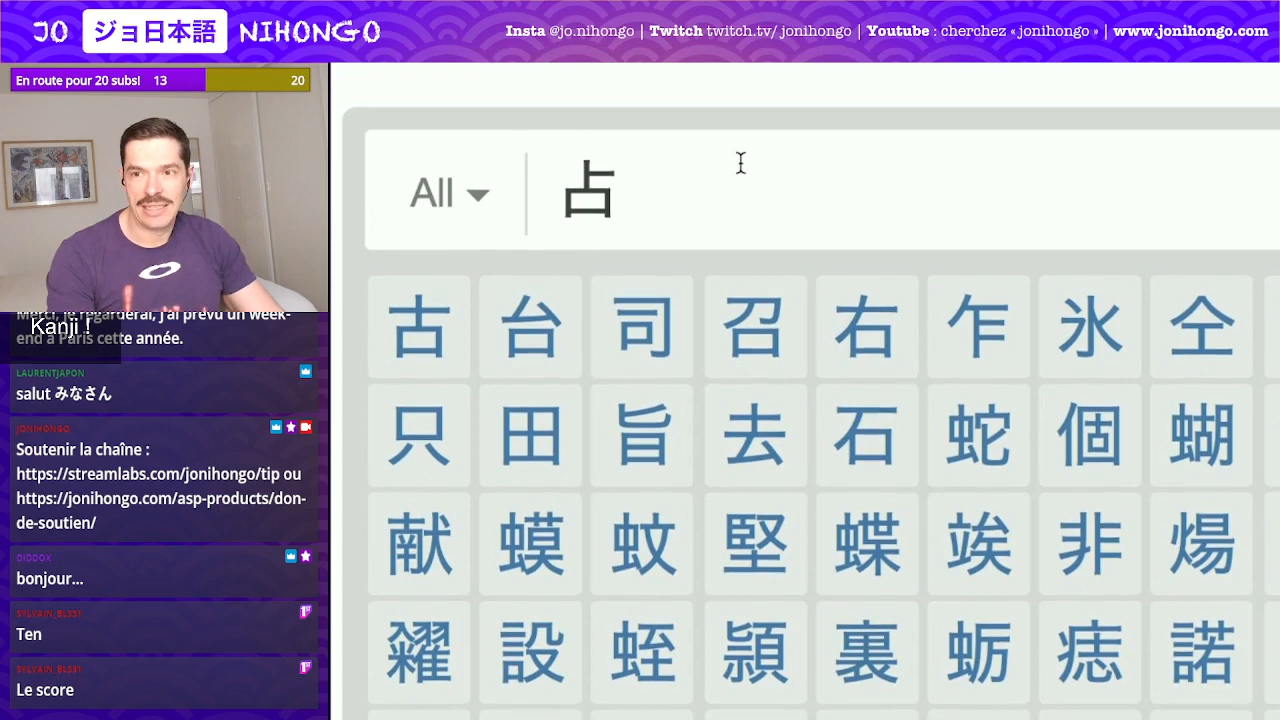 JO ジョ日本語 NIHONGO
Insta @jo.nihongo | Twitch twitch.tv/jonihongo | Youtube : cherchez « jonihongo » | www.jonihongo.com
En route pour 20 subs! 13 20
All 占
古 台 司 召 右 乍 氷 仝
只 田 旨 去 石 蛇 個 蝴
献 蟆 蚊 堅 蝶 竢 非 煬
糴 設 蛭 頴 裏 蛎 痣 諾
Merci, je regarderai, j'ai prévu un week-
end à Paris cette année.
Kanji !
LAURENTJAPON
salut みなさん
JONIHONGO
Soutenir la chaîne :
https://streamlabs.com/jonihongo/tip ou
https://jonihongo.com/asp-products/don-
de-soutien/
DIDDOX
bonjour...
SYLVAIN_BLS31
Ten
SYLVAIN_BLS31
Le score